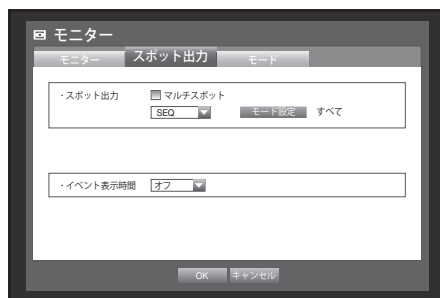 モニター
モニター スポット出力 モード
・スポット出力 マルチスポット
SEQ モード設定 すべて
・イベント表示時間 オフ
OK キャンセル